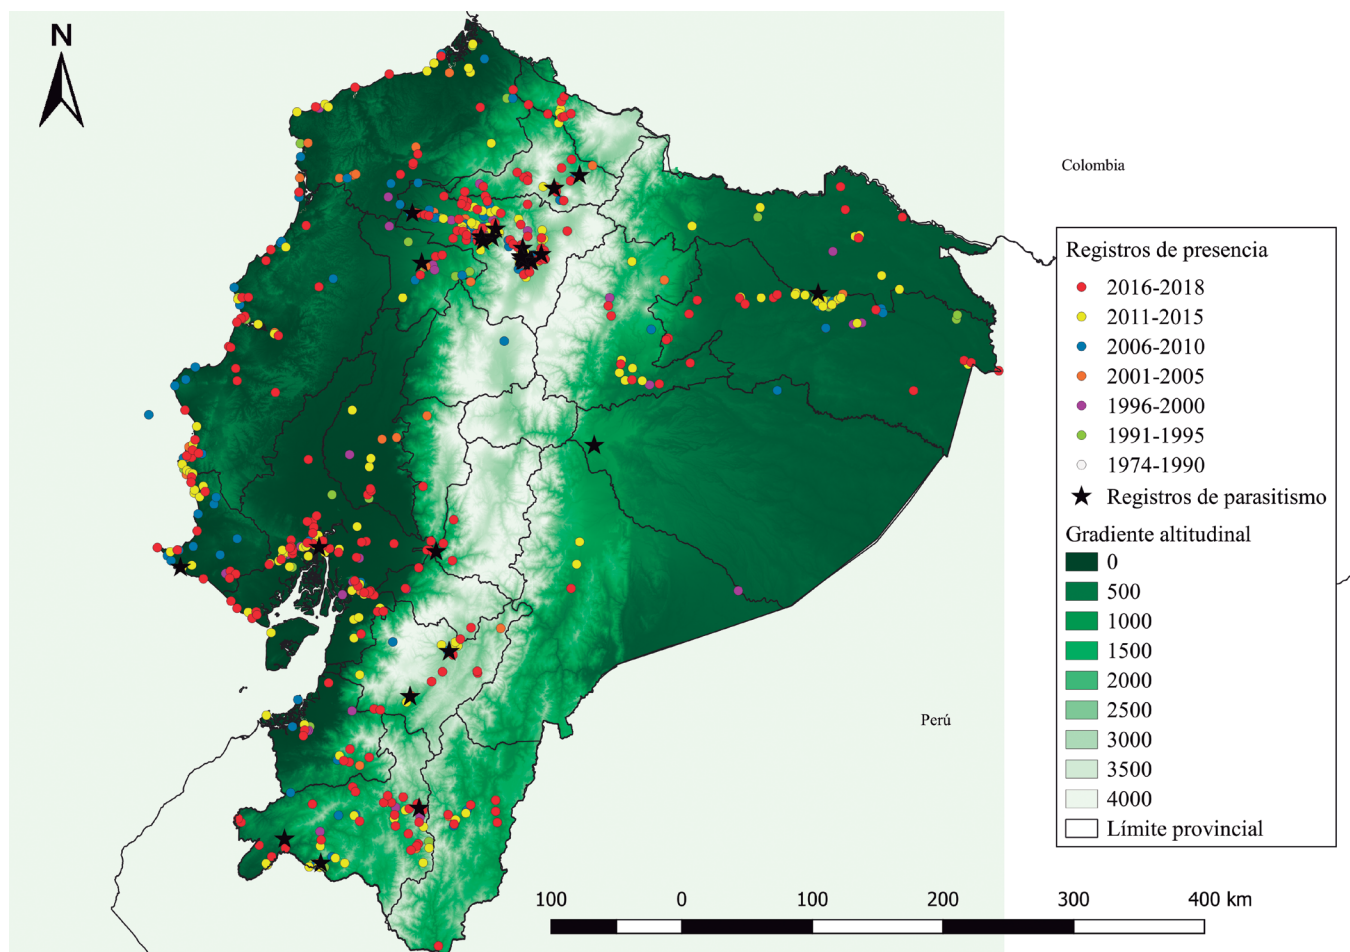 N
Colombia
Perú
Registros de presencia
2016-2018
2011-2015
2006-2010
2001-2005
1996-2000
1991-1995
1974-1990
Registros de parasitismo
Gradiente altitudinal
0
500
1000
1500
2000
2500
3000
3500
4000
Límite provincial
100 0 100 200 300 400 km